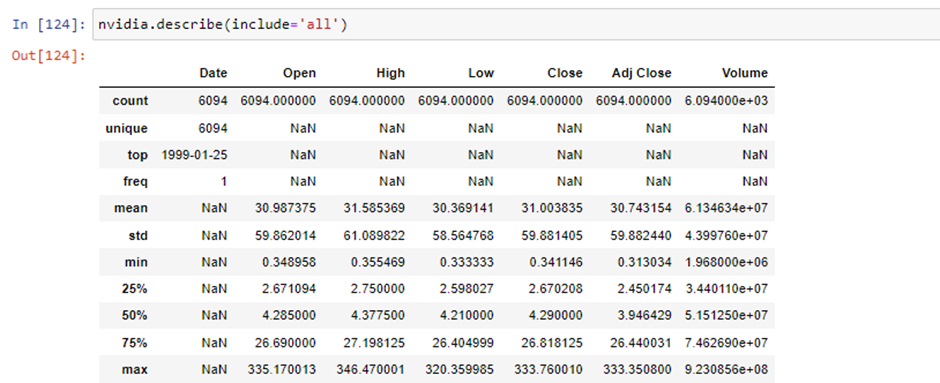 In [124]: nvidia.describe(include='all')
Out[124]:
Date Open High Low Close Adj Close Volume
count 6094 6094.000000 6094.000000 6094.000000 6094.000000 6094.000000 6.094000e+03
unique 6094 NaN NaN NaN NaN NaN NaN
top 1999-01-25 NaN NaN NaN NaN NaN NaN
freq 1 NaN NaN NaN NaN NaN NaN
mean NaN 30.987375 31.585369 30.369141 31.003835 30.743154 6.134634e+07
std NaN 59.862014 61.089822 58.564768 59.881405 59.882440 4.399760e+07
min NaN 0.348958 0.355469 0.333333 0.341146 0.313034 1.968000e+06
25% NaN 2.671094 2.750000 2.598027 2.670208 2.450174 3.440110e+07
50% NaN 4.285000 4.377500 4.210000 4.290000 3.946429 5.151250e+07
75% NaN 26.690000 27.198125 26.404999 26.818125 26.440031 7.462690e+07
max NaN 335.170013 346.470001 320.359985 333.760010 333.350800 9.230856e+08